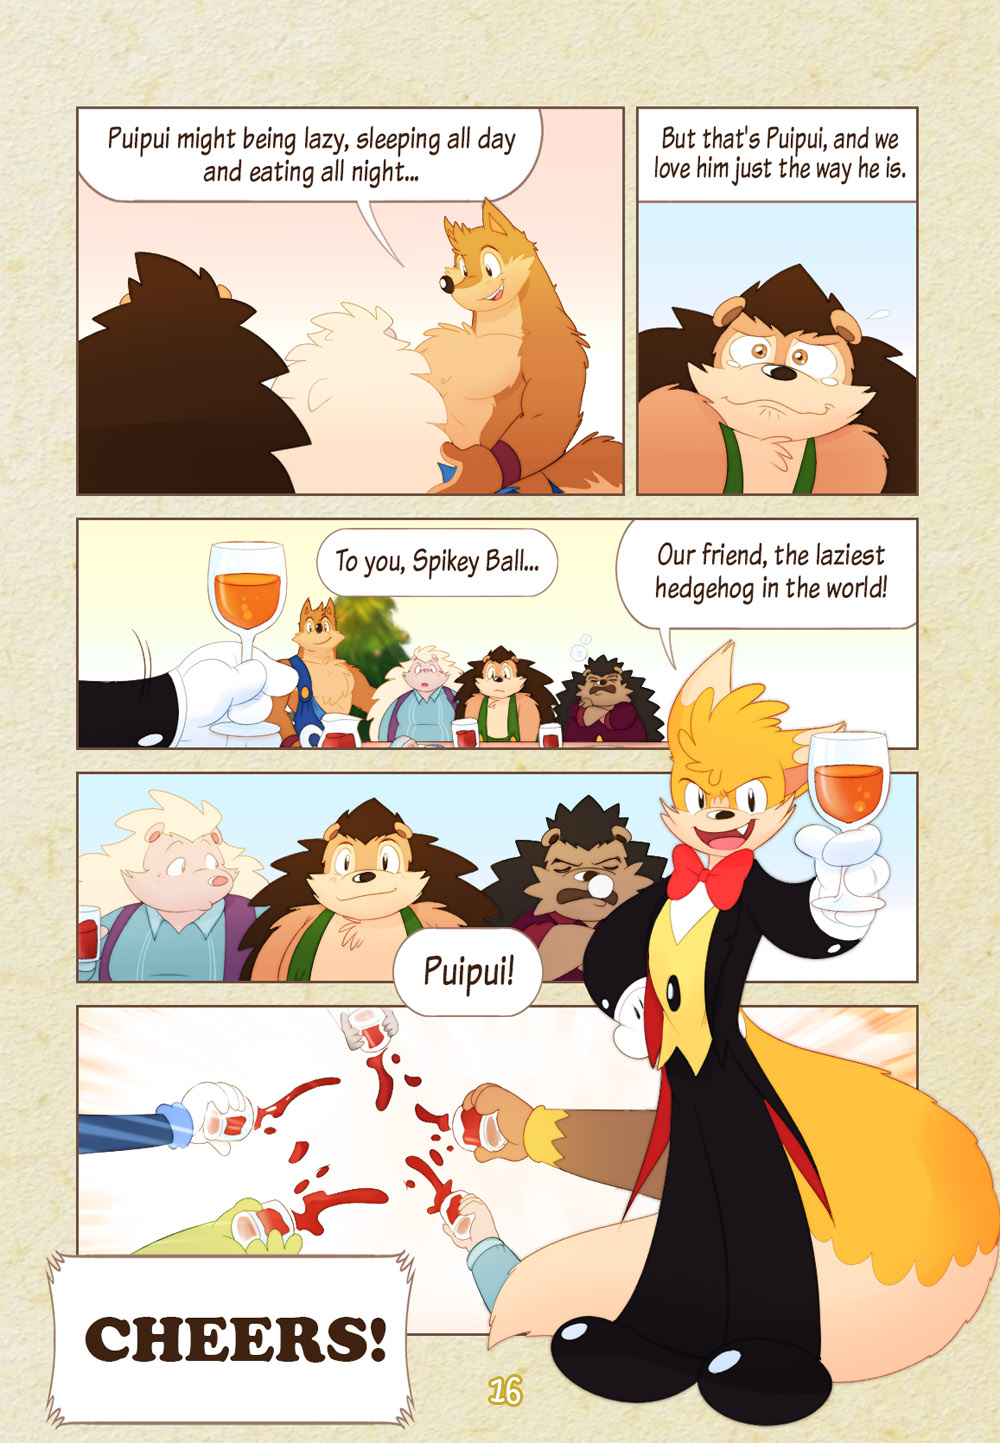 Puipui might being lazy, sleeping all day
and eating all night...
But that's Puipui, and we
love him just the way he is.
To you, Spikey Ball...
Our friend, the laziest
hedgehog in the world!
Puipui!
CHEERS!
16